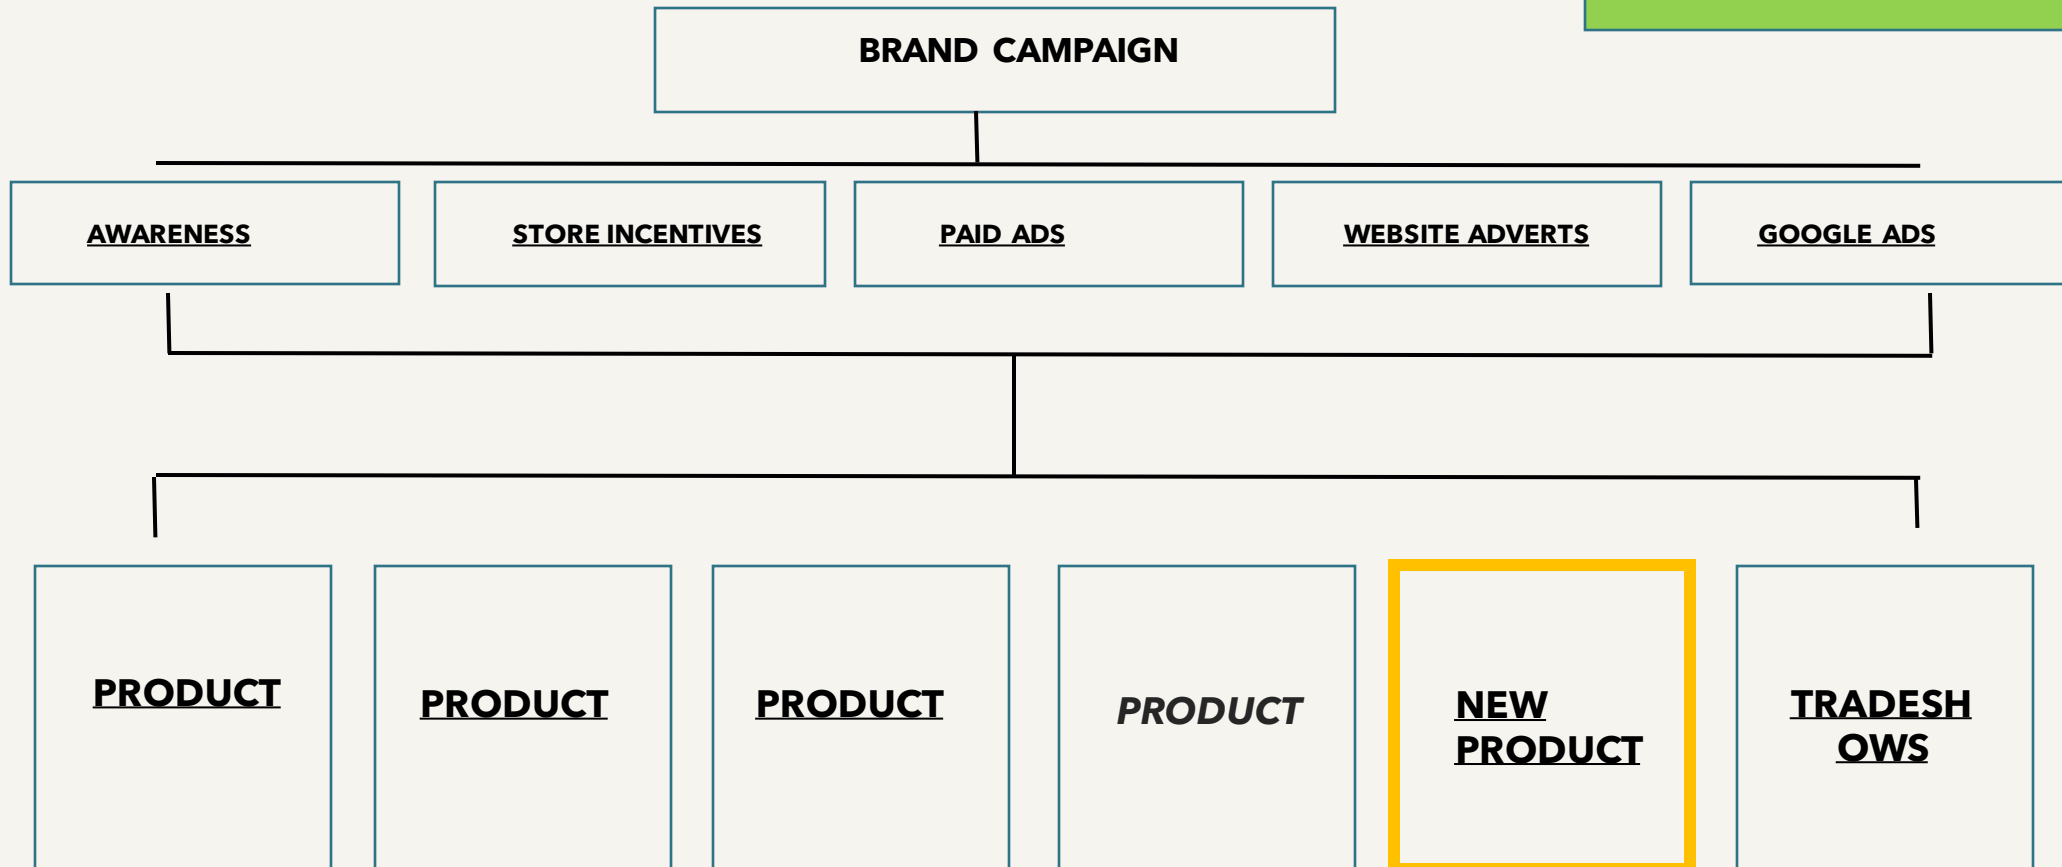 BRAND CAMPAIGN
AWARENESS
STORE INCENTIVES
PAID ADS
WEBSITE ADVERTS
GOOGLE ADS
PRODUCT
PRODUCT
PRODUCT
PRODUCT
NEW
PRODUCT
TRADESH
OWS